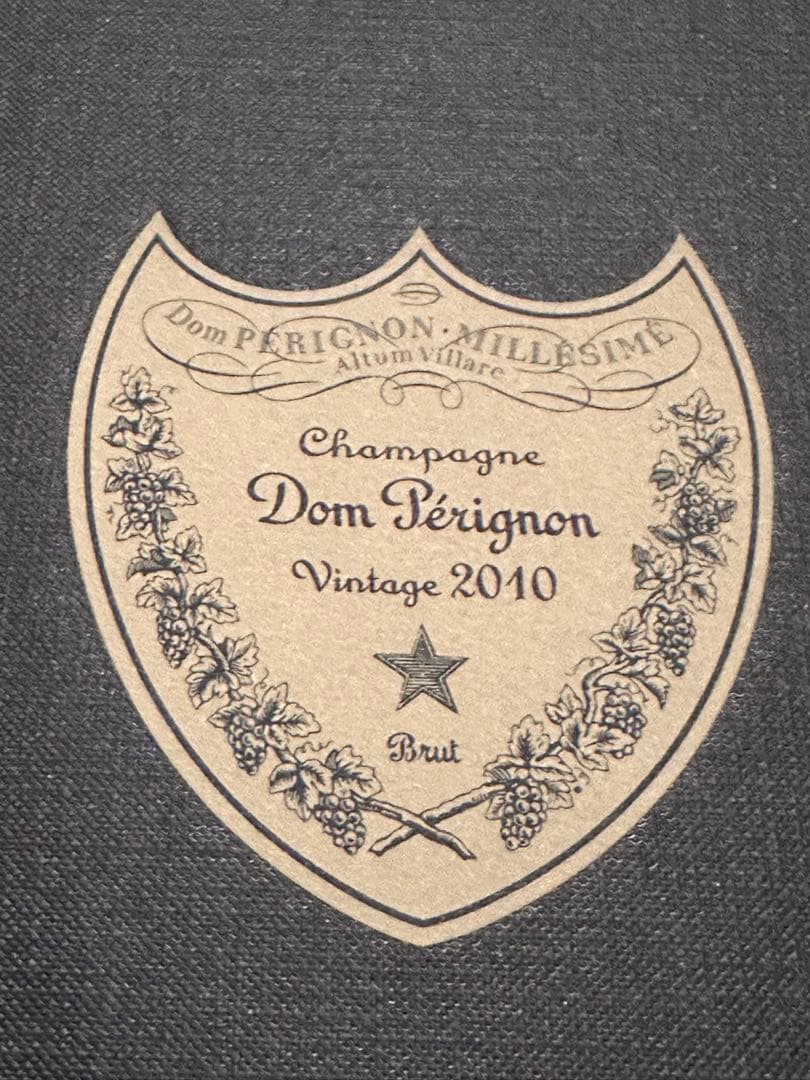 Dom PÉRIGNON · MILLÉSIMÉ
Altum Villare
Champagne
Dom Pérignon
Vintage 2010
Brut